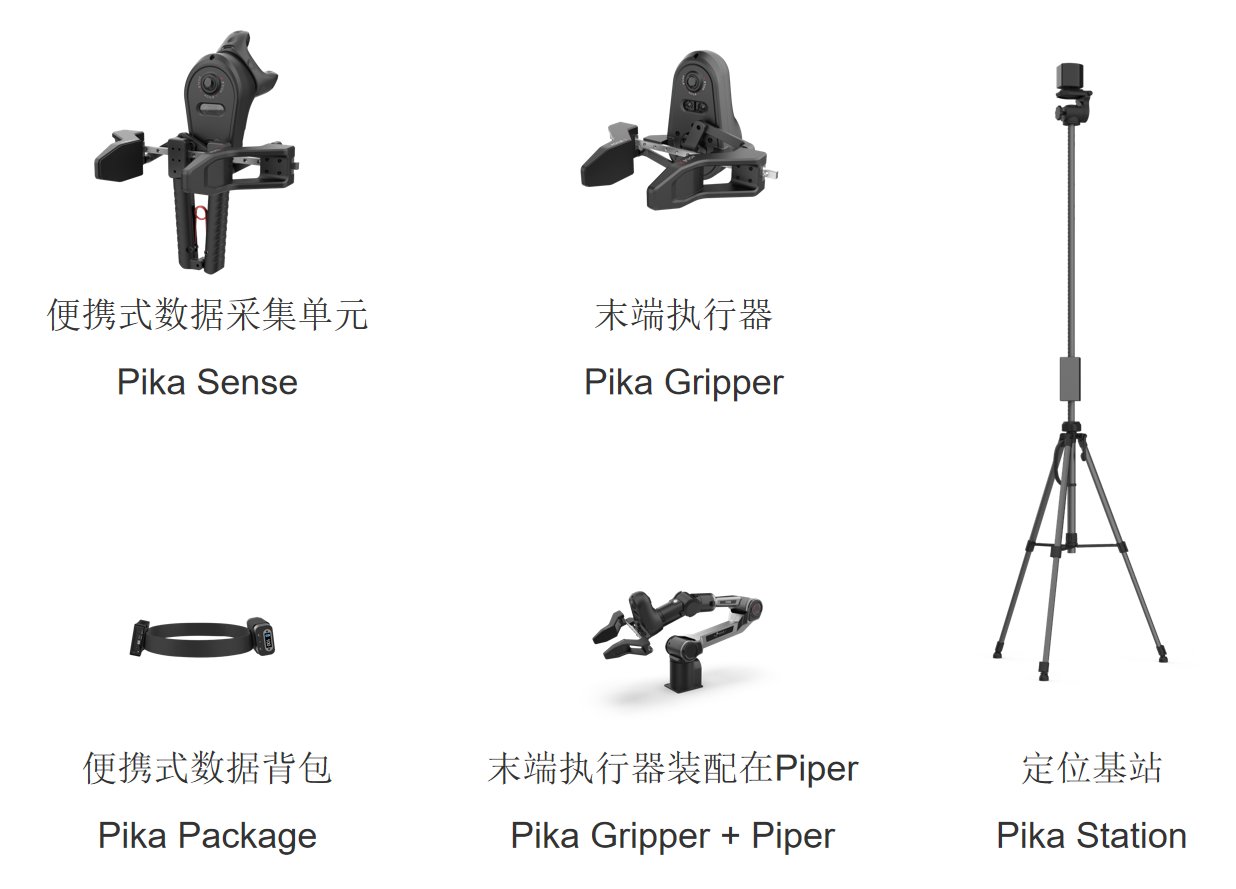 便携式数据采集单元
Pika Sense
末端执行器
Pika Gripper
便携式数据背包
Pika Package
末端执行器装配在Piper
Pika Gripper + Piper
定位基站
Pika Station